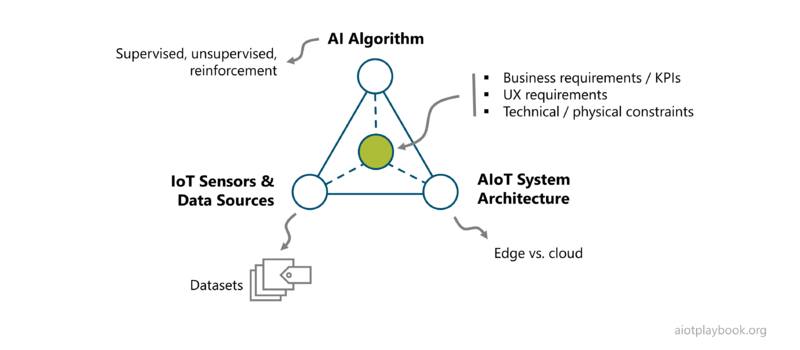 AI Algorithm
Supervised, unsupervised,
reinforcement
▪ Business requirements / KPIs
▪ UX requirements
▪ Technical / physical constraints
IoT Sensors &
Data Sources
AIoT System
Architecture
Edge vs. cloud
Datasets
aiotplaybook.org